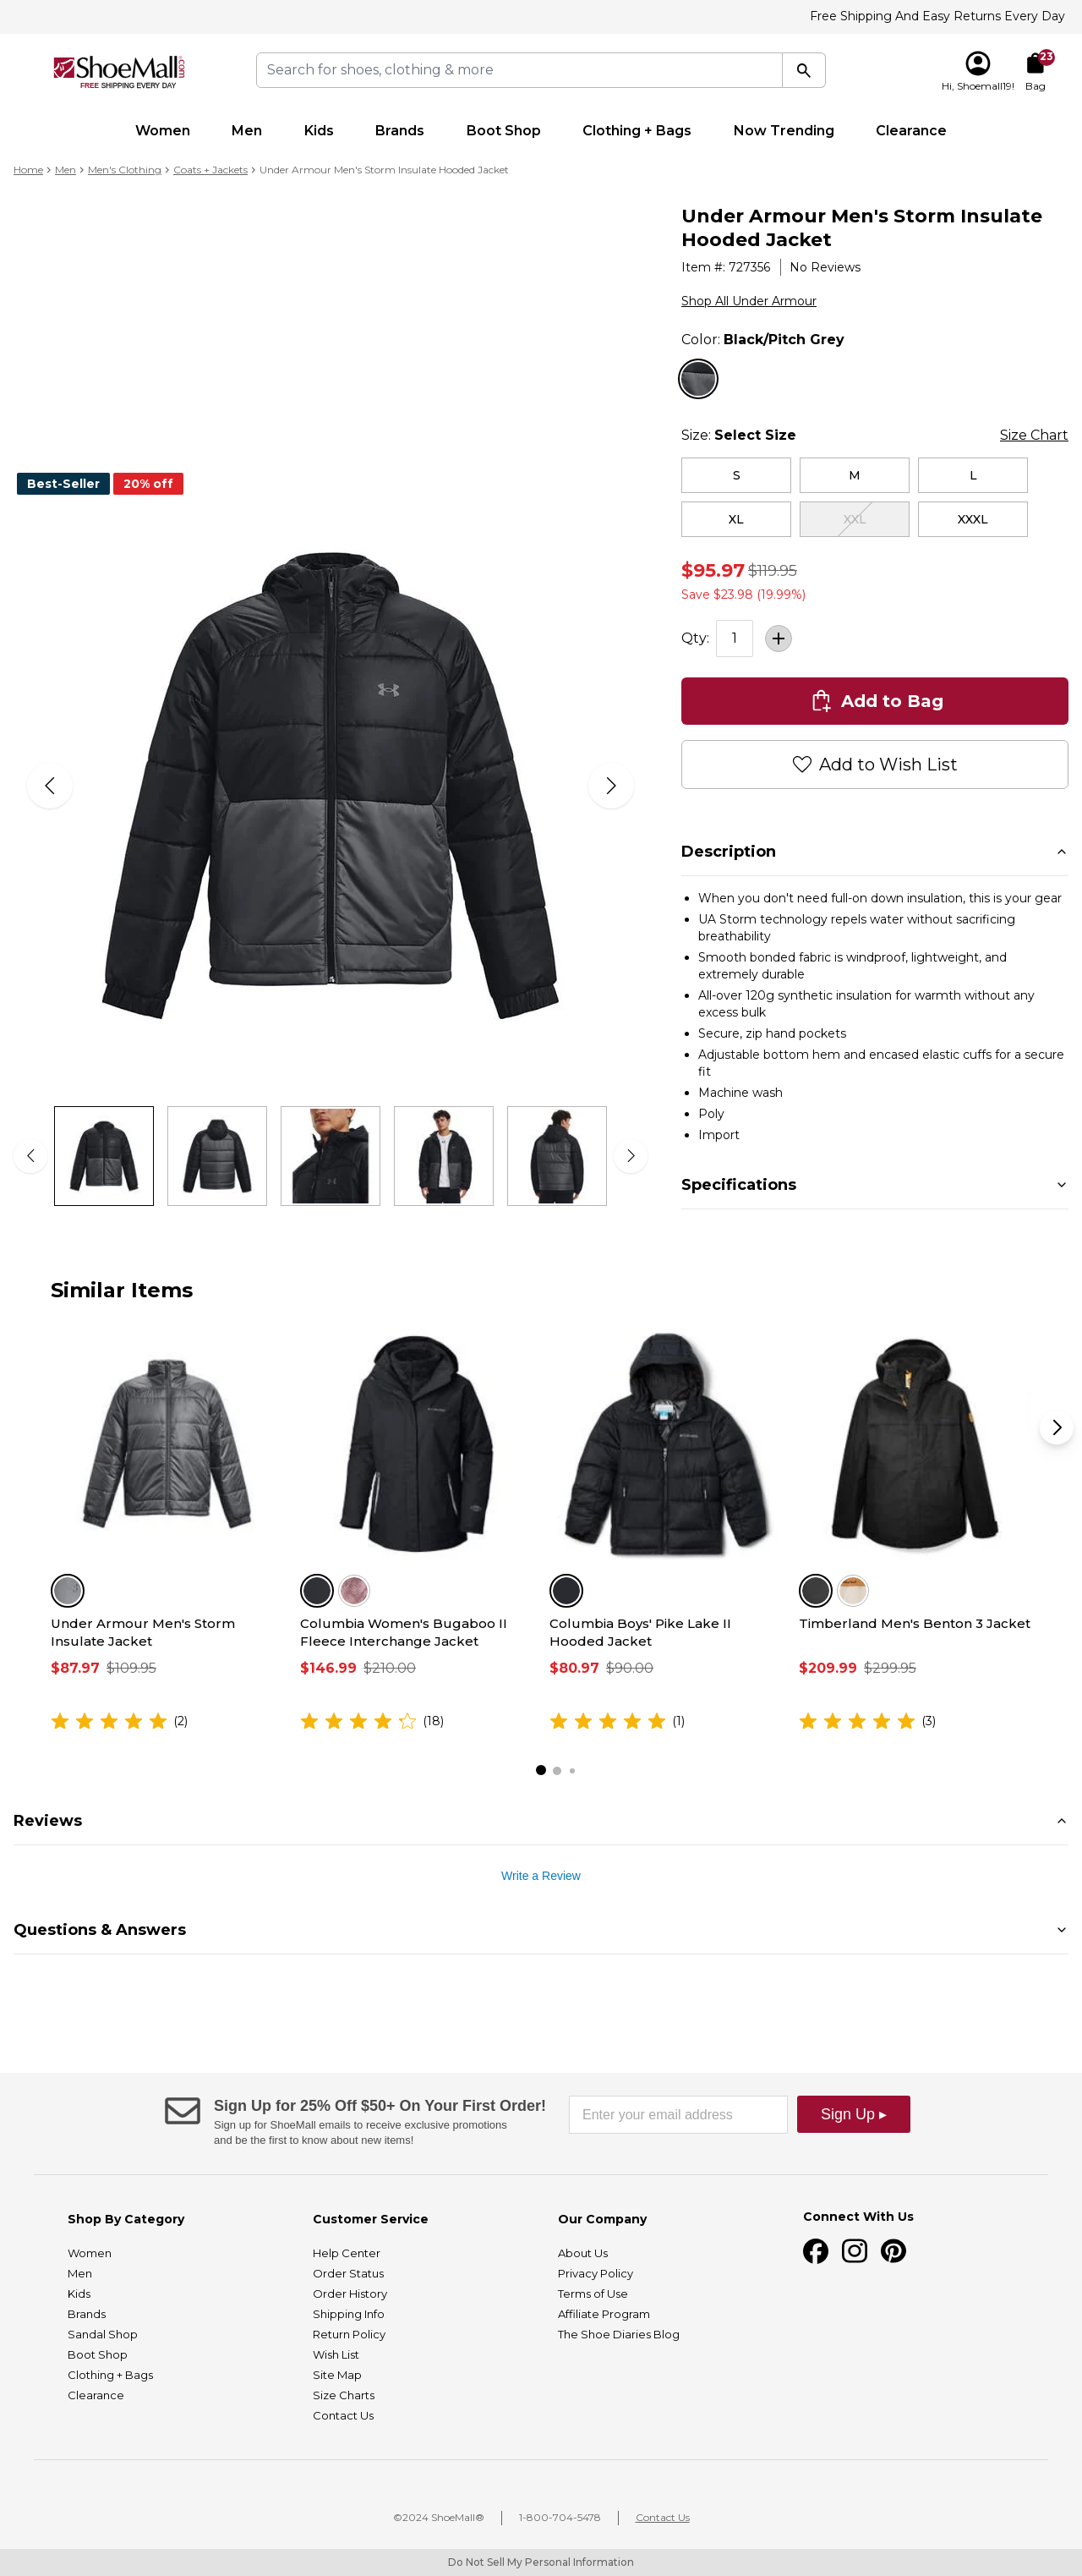 Free Shipping And Easy Returns Every Day
ShoeMall.com
FREE SHIPPING EVERY DAY
Search for shoes, clothing & more
23
Hi, Shoemall19!
Bag
Women
Men
Kids
Brands
Boot Shop
Clothing + Bags
Now Trending
Clearance
Home > Men > Men's Clothing > Coats + Jackets > Under Armour Men's Storm Insulate Hooded Jacket
Best-Seller
20% off
Under Armour Men's Storm Insulate
Hooded Jacket
Item #: 727356
No Reviews
Shop All Under Armour
Color: Black/Pitch Grey
Size: Select Size
Size Chart
S
M
L
XL
XXL
XXXL
$95.97 $119.95
Save $23.98 (19.99%)
Qty: 1 +
Add to Bag
Add to Wish List
Description
• When you don't need full-on down insulation, this is your gear
• UA Storm technology repels water without sacrificing
breathability
• Smooth bonded fabric is windproof, lightweight, and
extremely durable
• All-over 120g synthetic insulation for warmth without any
excess bulk
• Secure, zip hand pockets
• Adjustable bottom hem and encased elastic cuffs for a secure
fit
• Machine wash
• Poly
• Import
Specifications
Similar Items
Under Armour Men's Storm
Insulate Jacket
$87.97 $109.95
(2)
Columbia Women's Bugaboo II
Fleece Interchange Jacket
$146.99 $210.00
(18)
Columbia Boys' Pike Lake II
Hooded Jacket
$80.97 $90.00
(1)
Timberland Men's Benton 3 Jacket
$209.99 $299.95
(3)
Reviews
Write a Review
Questions & Answers
Sign Up for 25% Off $50+ On Your First Order!
Sign up for ShoeMall emails to receive exclusive promotions
and be the first to know about new items!
Enter your email address
Sign Up ▸
Shop By Category
Women
Men
Kids
Brands
Sandal Shop
Boot Shop
Clothing + Bags
Clearance
Customer Service
Help Center
Order Status
Order History
Shipping Info
Return Policy
Wish List
Site Map
Size Charts
Contact Us
Our Company
About Us
Privacy Policy
Terms of Use
Affiliate Program
The Shoe Diaries Blog
Connect With Us
©2024 ShoeMall®
1-800-704-5478
Contact Us
Do Not Sell My Personal Information